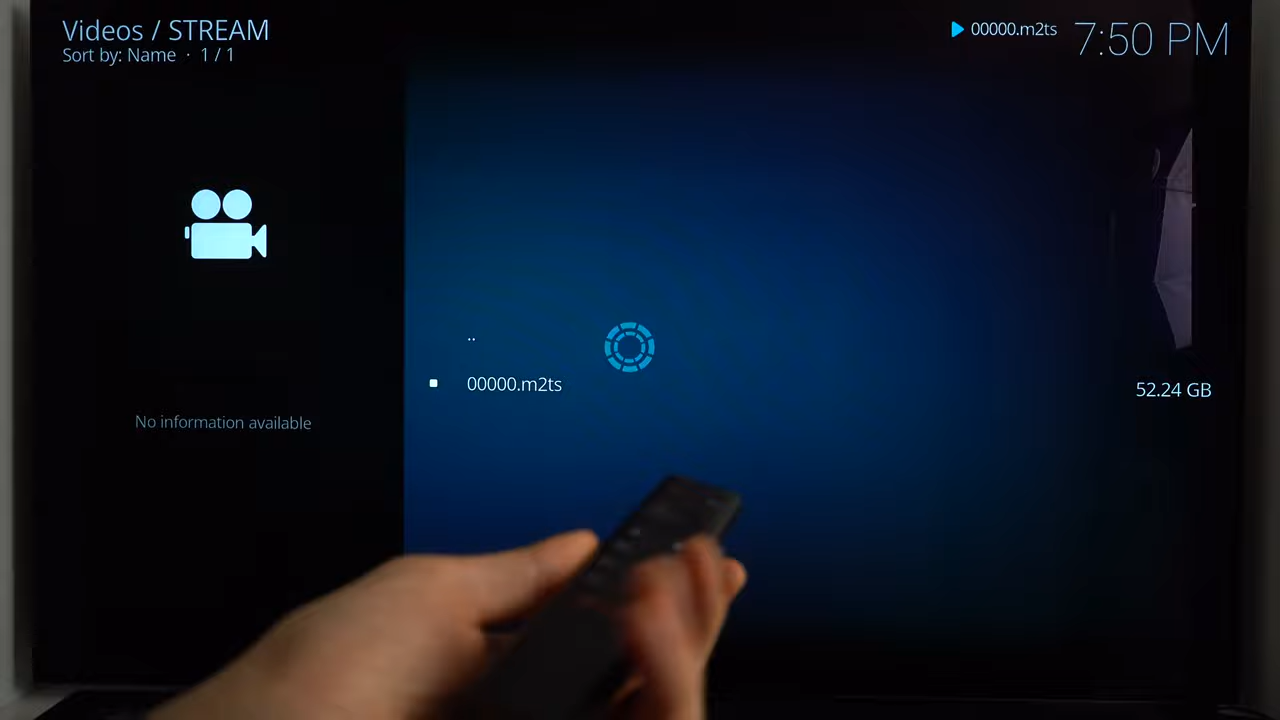 Videos / STREAM
Sort by: Name · 1 / 1
00000.m2ts
7:50 PM
..
00000.m2ts
52.24 GB
No information available